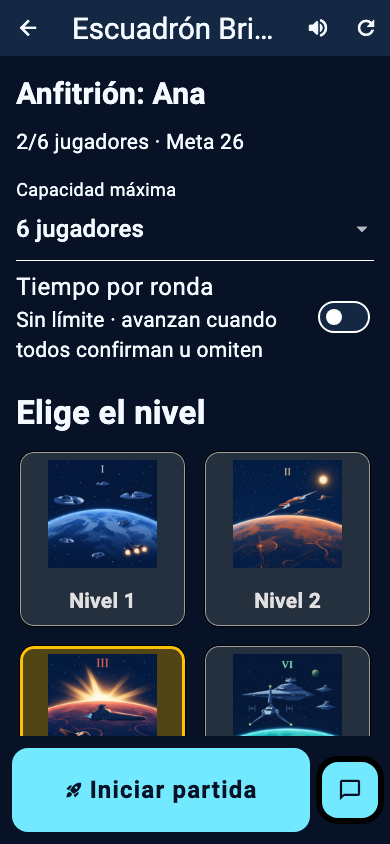 Escuadrón Bri...
Anfitrión: Ana
2/6 jugadores · Meta 26
Capacidad máxima
6 jugadores
Tiempo por ronda
Sin límite · avanzan cuando
todos confirman u omiten
Elige el nivel
I
II
Nivel 1
Nivel 2
III
VI
Iniciar partida